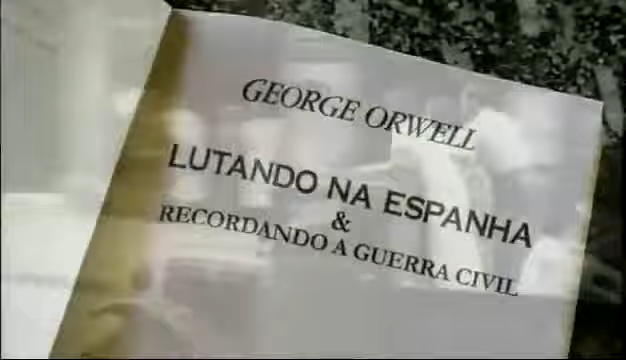 GEORGE ORWELL
LUTANDO NA ESPANHA
&
RECORDANDO A GUERRA CIVIL